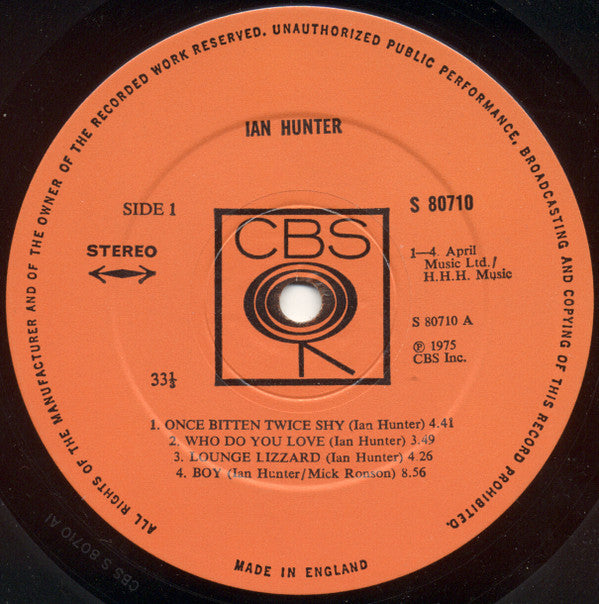 ALL RIGHTS OF THE MANUFACTURER AND OF THE OWNER OF THE RECORDED WORK RESERVED. UNAUTHORIZED PUBLIC PERFORMANCE, BROADCASTING AND COPYING OF THIS RECORD PROHIBITED.
IAN HUNTER
SIDE 1
S 80710
STEREO
CBS
1—4. April
Music Ltd./
H.H.H. Music
S 80710 A
℗ 1975
CBS Inc.
33⅓
1. ONCE BITTEN TWICE SHY (Ian Hunter) 4.41
2. WHO DO YOU LOVE (Ian Hunter) 3.49
3. LOUNGE LIZZARD (Ian Hunter) 4.26
4. BOY (Ian Hunter/Mick Ronson) 8.56
MADE IN ENGLAND
CBS S 80710 A1